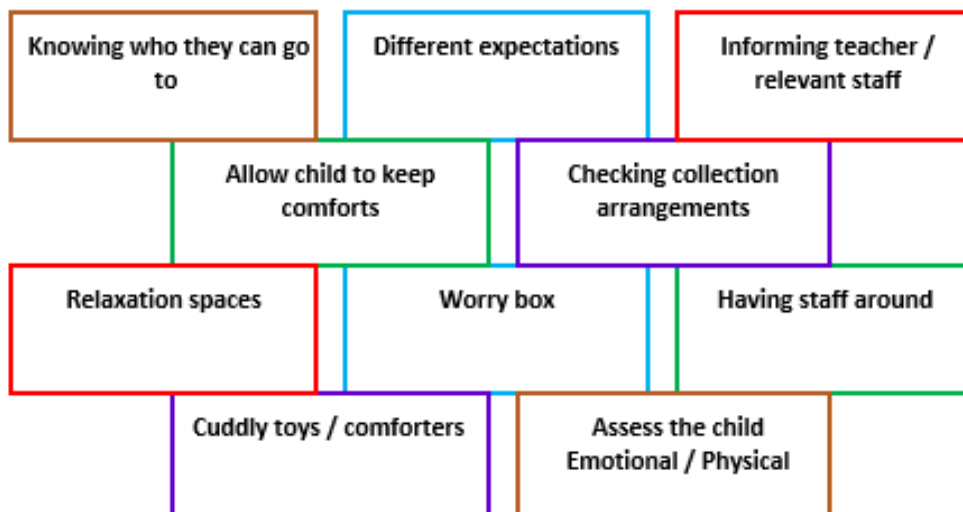 Knowing who they can go
to
Different expectations
Informing teacher /
relevant staff
Allow child to keep
comforts
Checking collection
arrangements
Relaxation spaces
Worry box
Having staff around
Cuddly toys / comforters
Assess the child
Emotional / Physical